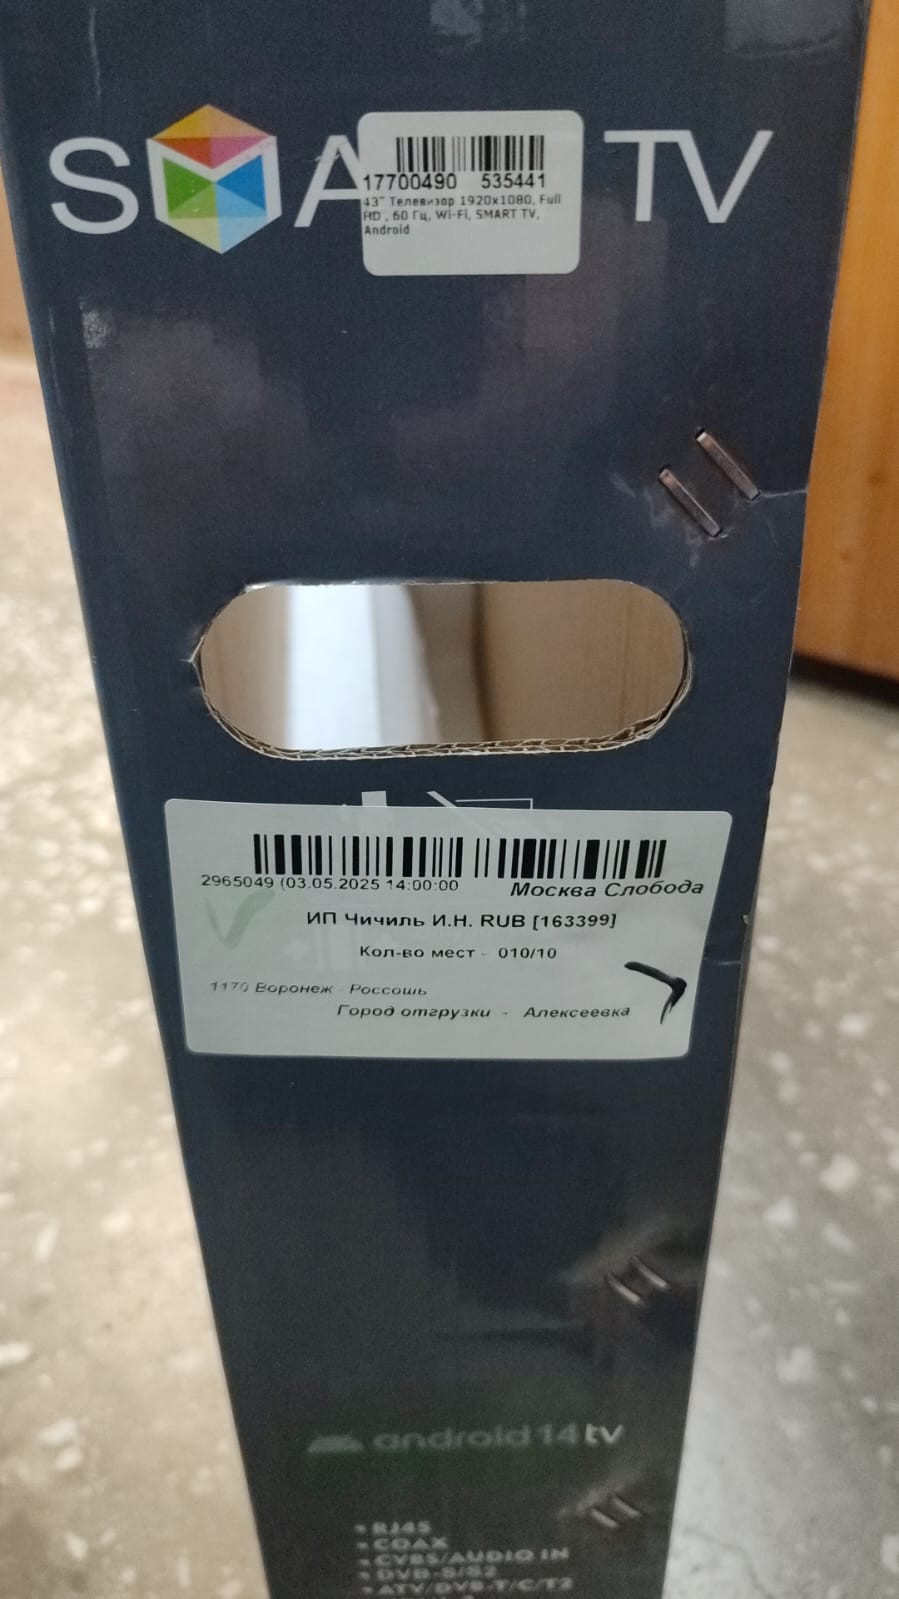 SMA TV
17700490 535441
43" Телевизор 1920x1080, Full
HD , 60 Гц, Wi-Fi, SMART TV,
Android
2965049 (03.05.2025 14:00:00
Москва Слобода
ИП Чичиль И.Н. RUB [163399]
Кол-во мест - 010/10
1170 Воронеж Россошь
Город отгрузки - Алексеевка
android 14 tv
• RJ45
• COAX
• CVBS/AUDIO IN
• DVB-S/S2
• ATV/DVB-T/C/T2